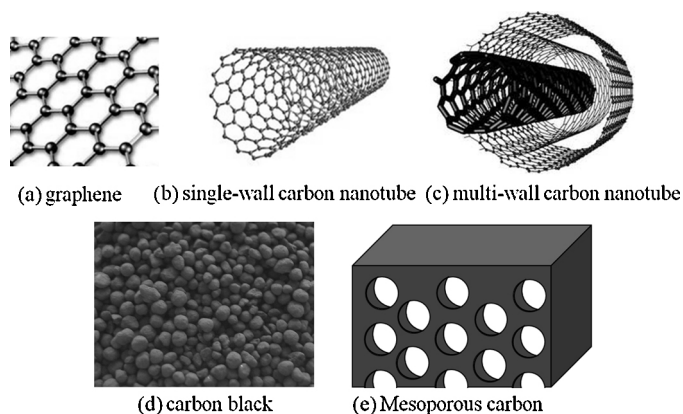 (a) graphene
(b) single-wall carbon nanotube
(c) multi-wall carbon nanotube
(d) carbon black
(e) Mesoporous carbon